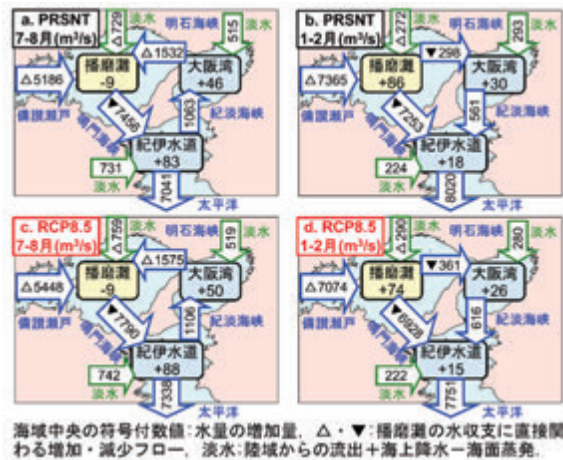 a. PRSNT
7-8月(m³/s)
△729
淡水
明石海峡
515
淡水
△1532
播磨灘
-9
大阪湾
+46
△5186
備讃瀬戸
▼7456
鳴門海峡
1063
紀淡海峡
紀伊水道
+83
731
淡水
7041
太平洋
b. PRSNT
1-2月(m³/s)
△272
淡水
明石海峡
293
淡水
▼298
播磨灘
+86
大阪湾
+30
△7365
備讃瀬戸
▼7253
鳴門海峡
561
紀淡海峡
紀伊水道
+18
224
淡水
8020
太平洋
c. RCP8.5
7-8月(m³/s)
△759
淡水
明石海峡
519
淡水
△1575
播磨灘
-9
大阪湾
+50
△5448
備讃瀬戸
▼7790
鳴門海峡
1106
紀淡海峡
紀伊水道
+88
742
淡水
7338
太平洋
d. RCP8.5
1-2月(m³/s)
△290
淡水
明石海峡
280
淡水
▼361
播磨灘
+74
大阪湾
+26
△7074
備讃瀬戸
▼6928
鳴門海峡
616
紀淡海峡
紀伊水道
+15
222
淡水
7751
太平洋
海域中央の符号付数値：水量の増加量，△・▼：播磨灘の水収支に直接関
わる増加・減少フロー，淡水：陸域からの流出＋海上降水－海面蒸発．